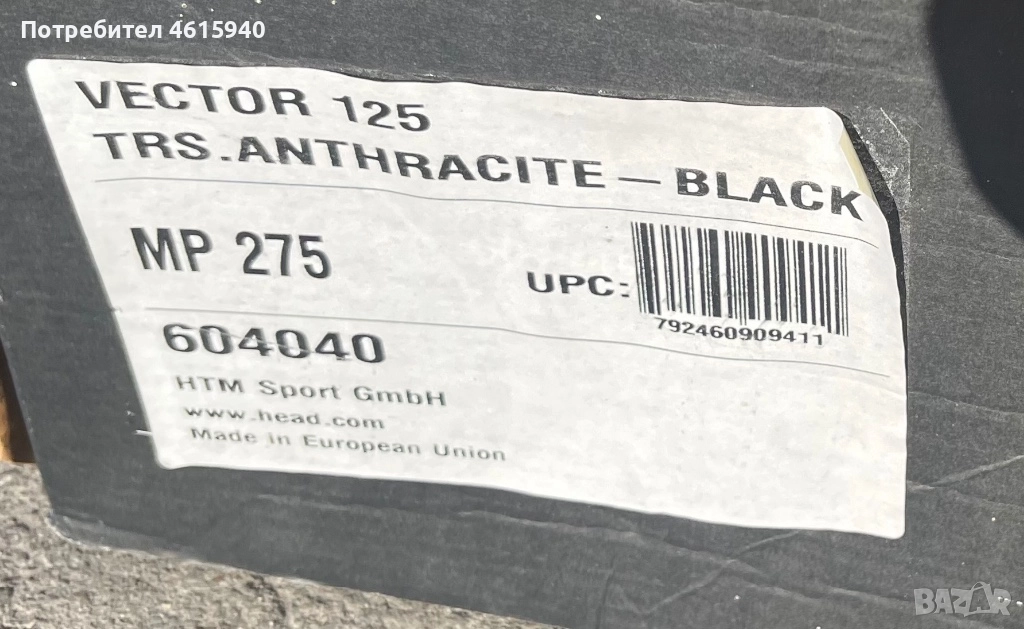 Потребител 4615940
VECTOR 125
TRS.ANTHRACITE – BLACK
MP 275
UPC:
792460909411
604040
HTM Sport GmbH
www.head.com
Made in European Union
BAZAR